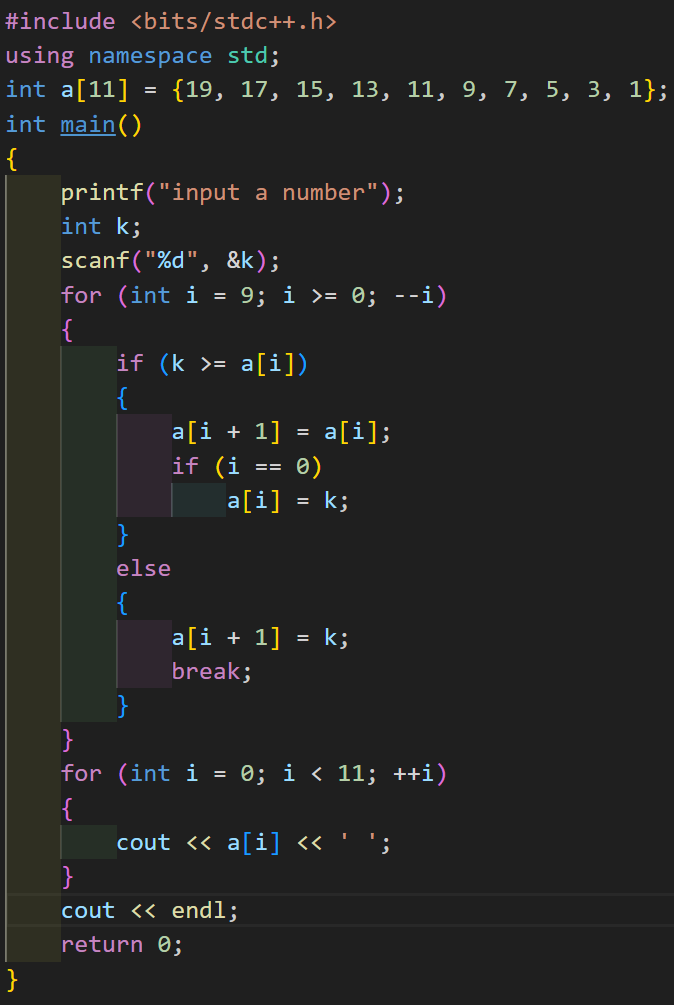 #include <bits/stdc++.h>
using namespace std;
int a[11] = {19, 17, 15, 13, 11, 9, 7, 5, 3, 1};
int main()
{
    printf("input a number");
    int k;
    scanf("%d", &k);
    for (int i = 9; i >= 0; --i)
    {
        if (k >= a[i])
        {
            a[i + 1] = a[i];
            if (i == 0)
                a[i] = k;
        }
        else
        {
            a[i + 1] = k;
            break;
        }
    }
    for (int i = 0; i < 11; ++i)
    {
        cout << a[i] << ' ';
    }
    cout << endl;
    return 0;
}